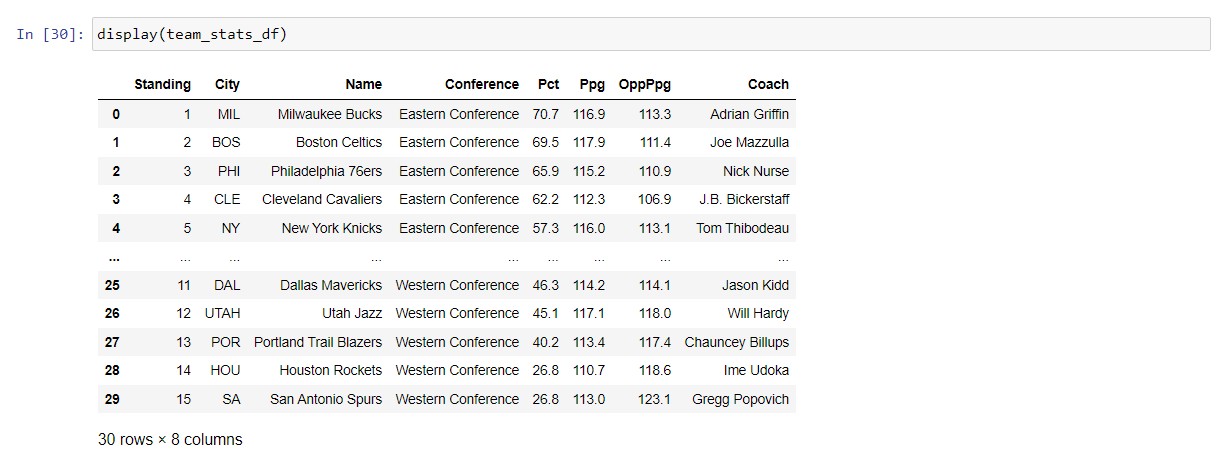 In [30]: display(team_stats_df)
Standing City Name Conference Pct Ppg OppPpg Coach
0 1 MIL Milwaukee Bucks Eastern Conference 70.7 116.9 113.3 Adrian Griffin
1 2 BOS Boston Celtics Eastern Conference 69.5 117.9 111.4 Joe Mazzulla
2 3 PHI Philadelphia 76ers Eastern Conference 65.9 115.2 110.9 Nick Nurse
3 4 CLE Cleveland Cavaliers Eastern Conference 62.2 112.3 106.9 J.B. Bickerstaff
4 5 NY New York Knicks Eastern Conference 57.3 116.0 113.1 Tom Thibodeau
... ... ... ... ... ... ... ... ...
25 11 DAL Dallas Mavericks Western Conference 46.3 114.2 114.1 Jason Kidd
26 12 UTAH Utah Jazz Western Conference 45.1 117.1 118.0 Will Hardy
27 13 POR Portland Trail Blazers Western Conference 40.2 113.4 117.4 Chauncey Billups
28 14 HOU Houston Rockets Western Conference 26.8 110.7 118.6 Ime Udoka
29 15 SA San Antonio Spurs Western Conference 26.8 113.0 123.1 Gregg Popovich
30 rows × 8 columns